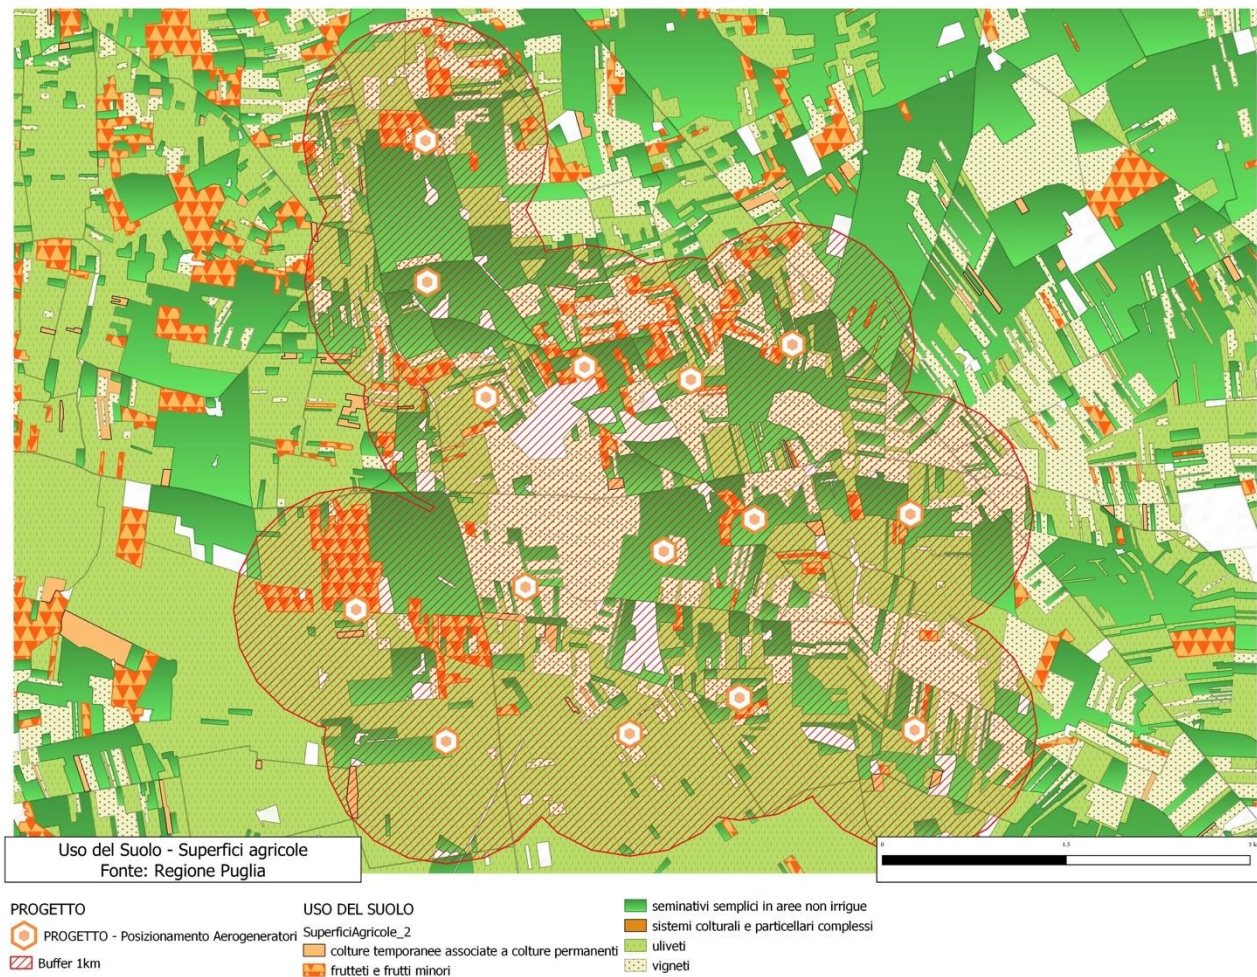 Uso del Suolo - Superfici agricole
Fonte: Regione Puglia
0 1.5 3
PROGETTO
PROGETTO - Posizionamento Aerogeneratori
Buffer 1km
USO DEL SUOLO
SuperficiAgricole_2
colture temporanee associate a colture permanenti
frutteti e frutti minori
seminativi semplici in aree non irrigue
sistemi colturali e particellari complessi
uliveti
vigneti